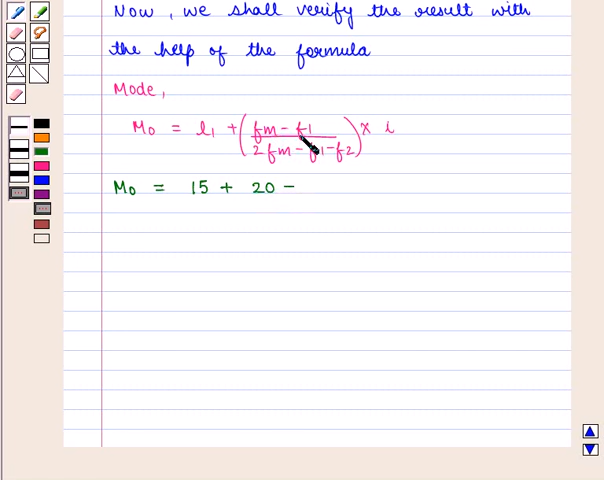 Now, we shall verify the result with
the help of the formula
Mode,
Mo = l1 + (fm - f1 / 2fm - f1 - f2) x i
Mo = 15 + 20 -